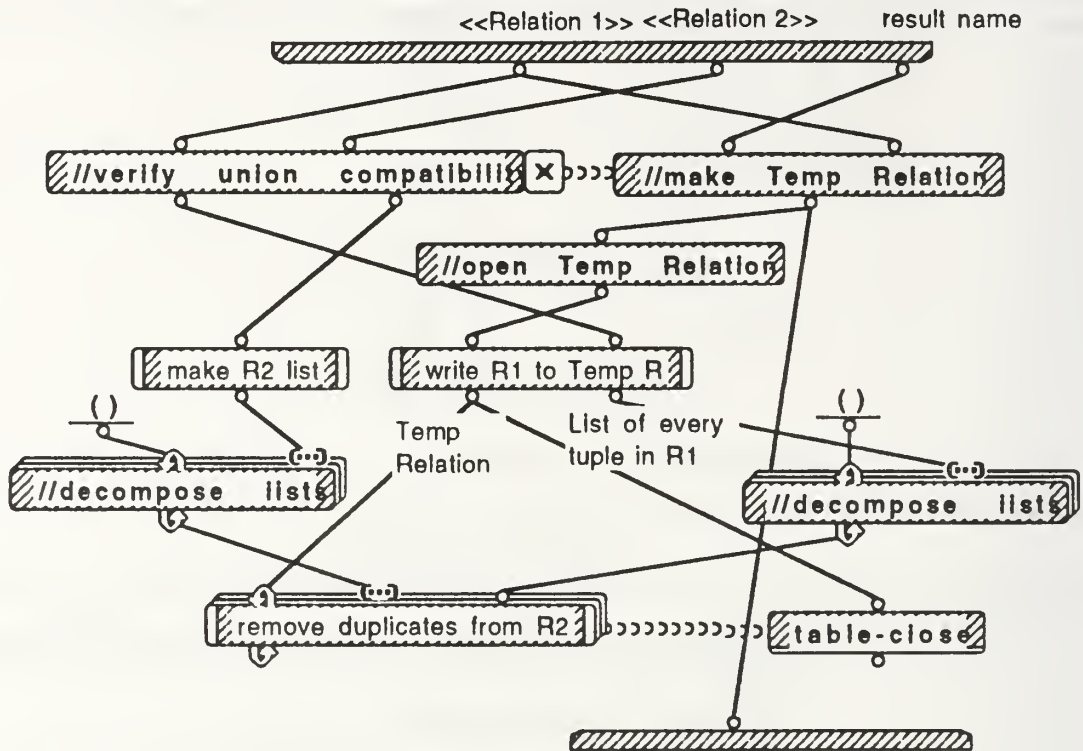 <<Relation 1>> <<Relation 2>> result name
//verify union compatibili
//make Temp Relation
//open Temp Relation
make R2 list
write R1 to Temp R
( )
Temp
Relation
List of every
tuple in R1
( )
//decompose lists
//decompose lists
remove duplicates from R2
table-close